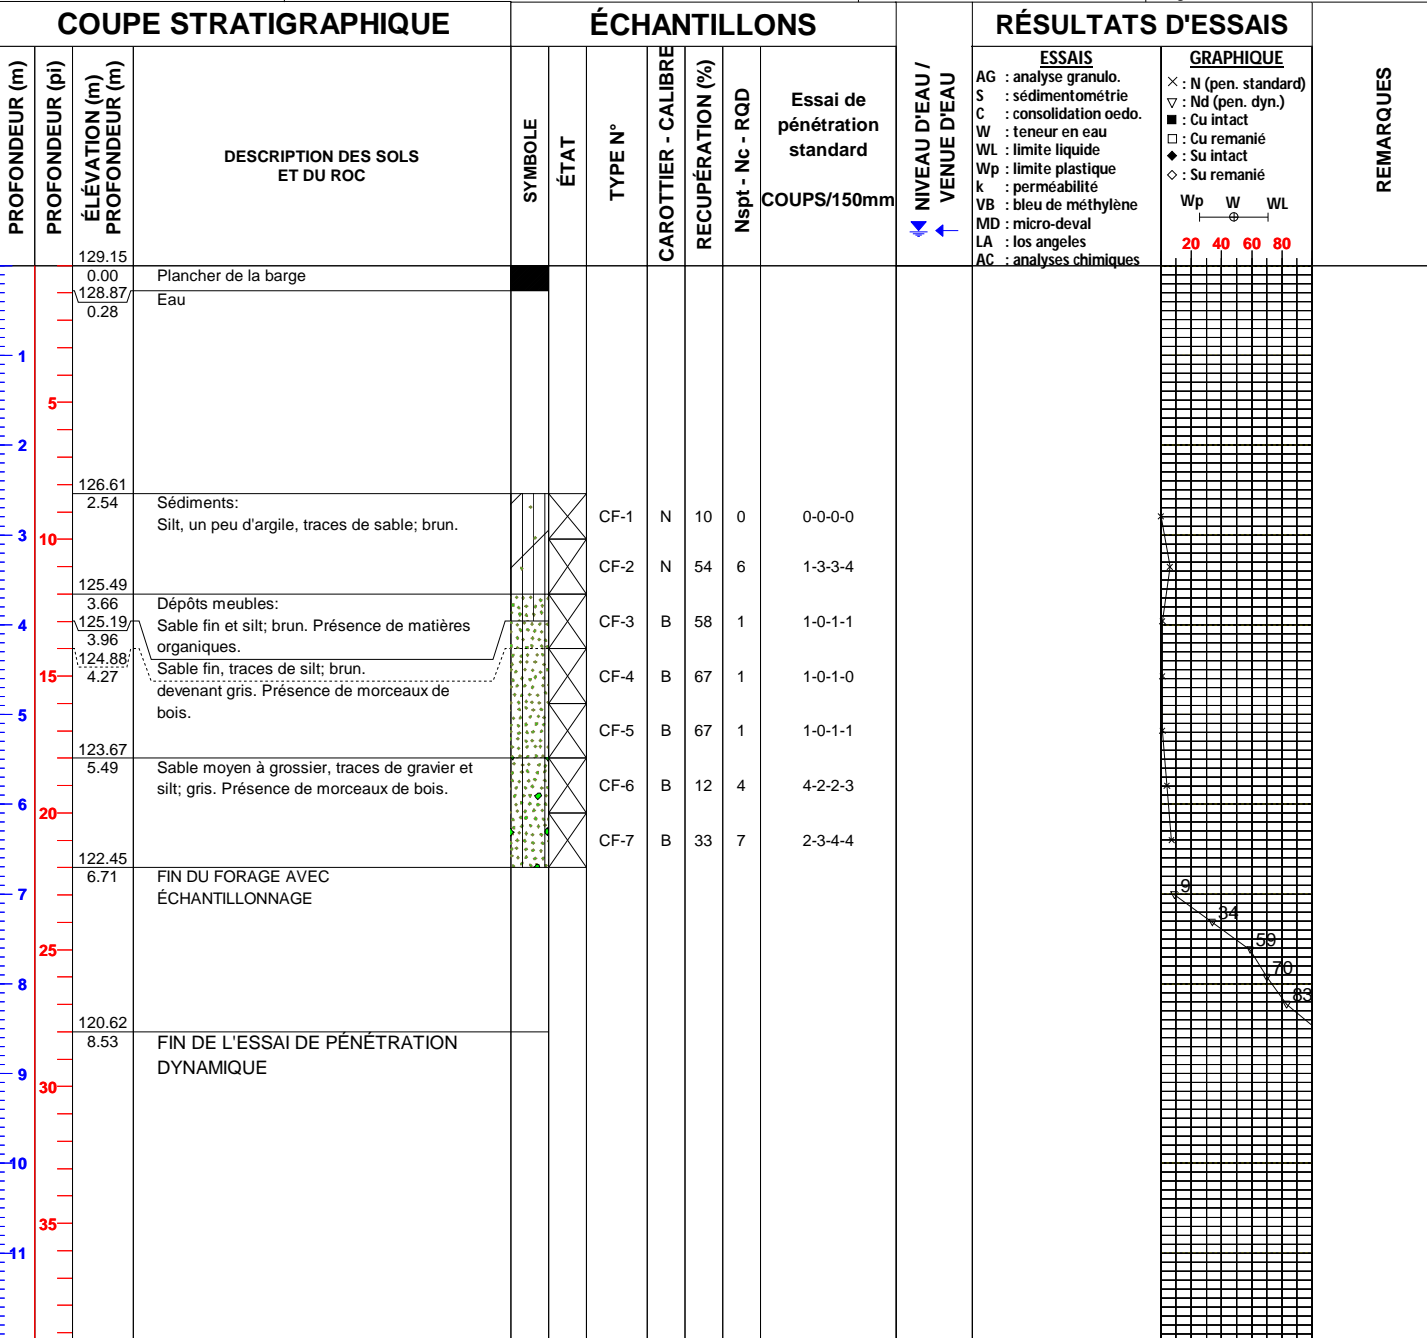 COUPE STRATIGRAPHIQUE
ÉCHANTILLONS
RÉSULTATS D'ESSAIS
PROFONDEUR (m)
PROFONDEUR (pi)
ÉLÉVATION (m)
PROFONDEUR (m)
DESCRIPTION DES SOLS
ET DU ROC
SYMBOLE
ÉTAT
TYPE N°
CAROTTIER - CALIBRE
RECUPÉRATION (%)
Nspt - Nc - RQD
Essai de
pénétration
standard
COUPS/150mm
NIVEAU D'EAU /
VENUE D'EAU
ESSAIS
AG : analyse granulo.
S : sédimentométrie
C : consolidation oedo.
W : teneur en eau
WL : limite liquide
Wp : limite plastique
k : perméabilité
VB : bleu de méthylène
MD : micro-deval
LA : los angeles
AC : analyses chimiques
GRAPHIQUE
× : N (pen. standard)
▽ : Nd (pen. dyn.)
■ : Cu intact
□ : Cu remanié
◆ : Su intact
◇ : Su remanié
Wp W WL
20 40 60 80
REMARQUES
129.15
0.00 Plancher de la barge
128.87
0.28 Eau
1
5
2
126.61
2.54 Sédiments:
Silt, un peu d'argile, traces de sable; brun.
CF-1 N 10 0 0-0-0-0
3
10
CF-2 N 54 6 1-3-3-4
125.49
3.66 Dépôts meubles:
125.19 Sable fin et silt; brun. Présence de matières
organiques.
CF-3 B 58 1 1-0-1-1
4
3.96
124.88 Sable fin, traces de silt; brun.
4.27
devenant gris. Présence de morceaux de
bois.
15
CF-4 B 67 1 1-0-1-0
5
CF-5 B 67 1 1-0-1-1
123.67
5.49 Sable moyen à grossier, traces de gravier et
silt; gris. Présence de morceaux de bois.
CF-6 B 12 4 4-2-2-3
6
20
CF-7 B 33 7 2-3-4-4
122.45
6.71 FIN DU FORAGE AVEC
ÉCHANTILLONNAGE
7
9
34
25
59
70
8
83
120.62
8.53 FIN DE L'ESSAI DE PÉNÉTRATION
DYNAMIQUE
9
30
10
35
11